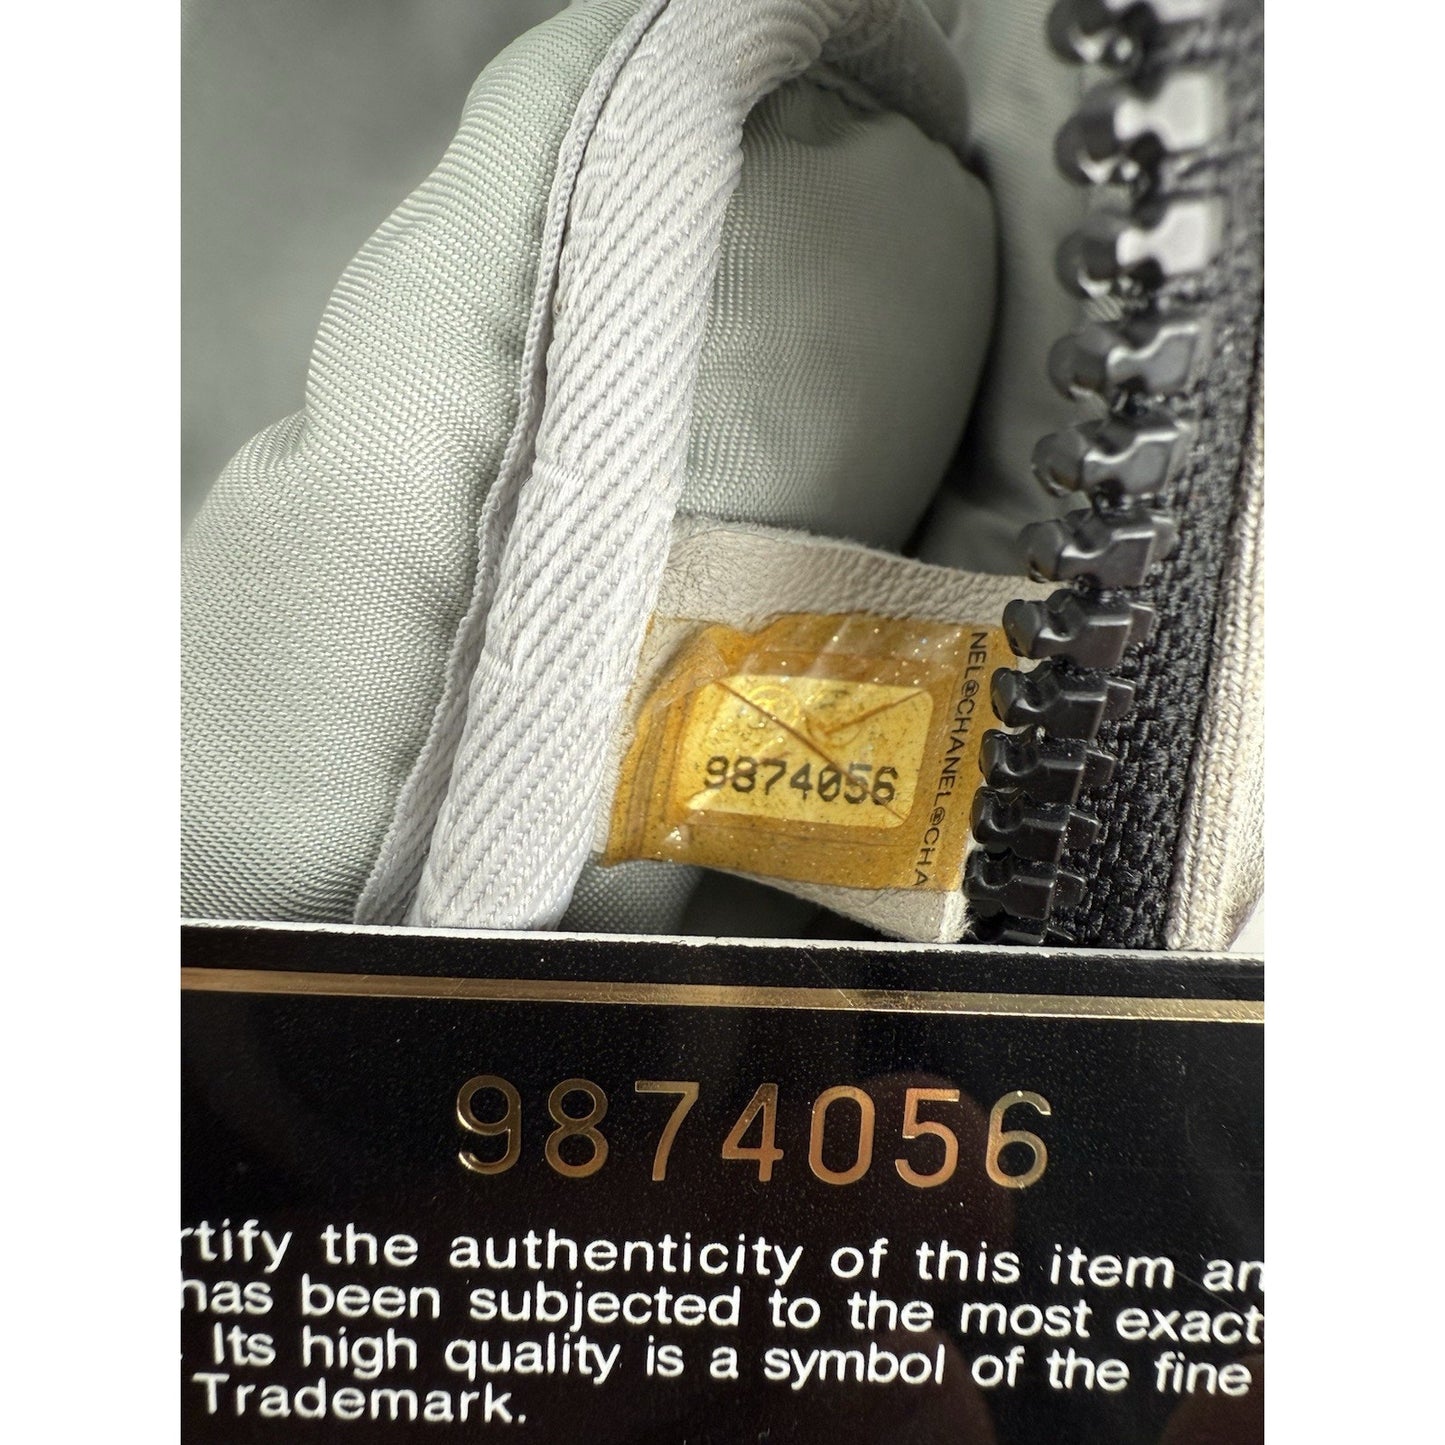 NEL®CHANEL®CHA
9874056
9874056
rtify the authenticity of this item an
has been subjected to the most exact
. Its high quality is a symbol of the fine
Trademark.